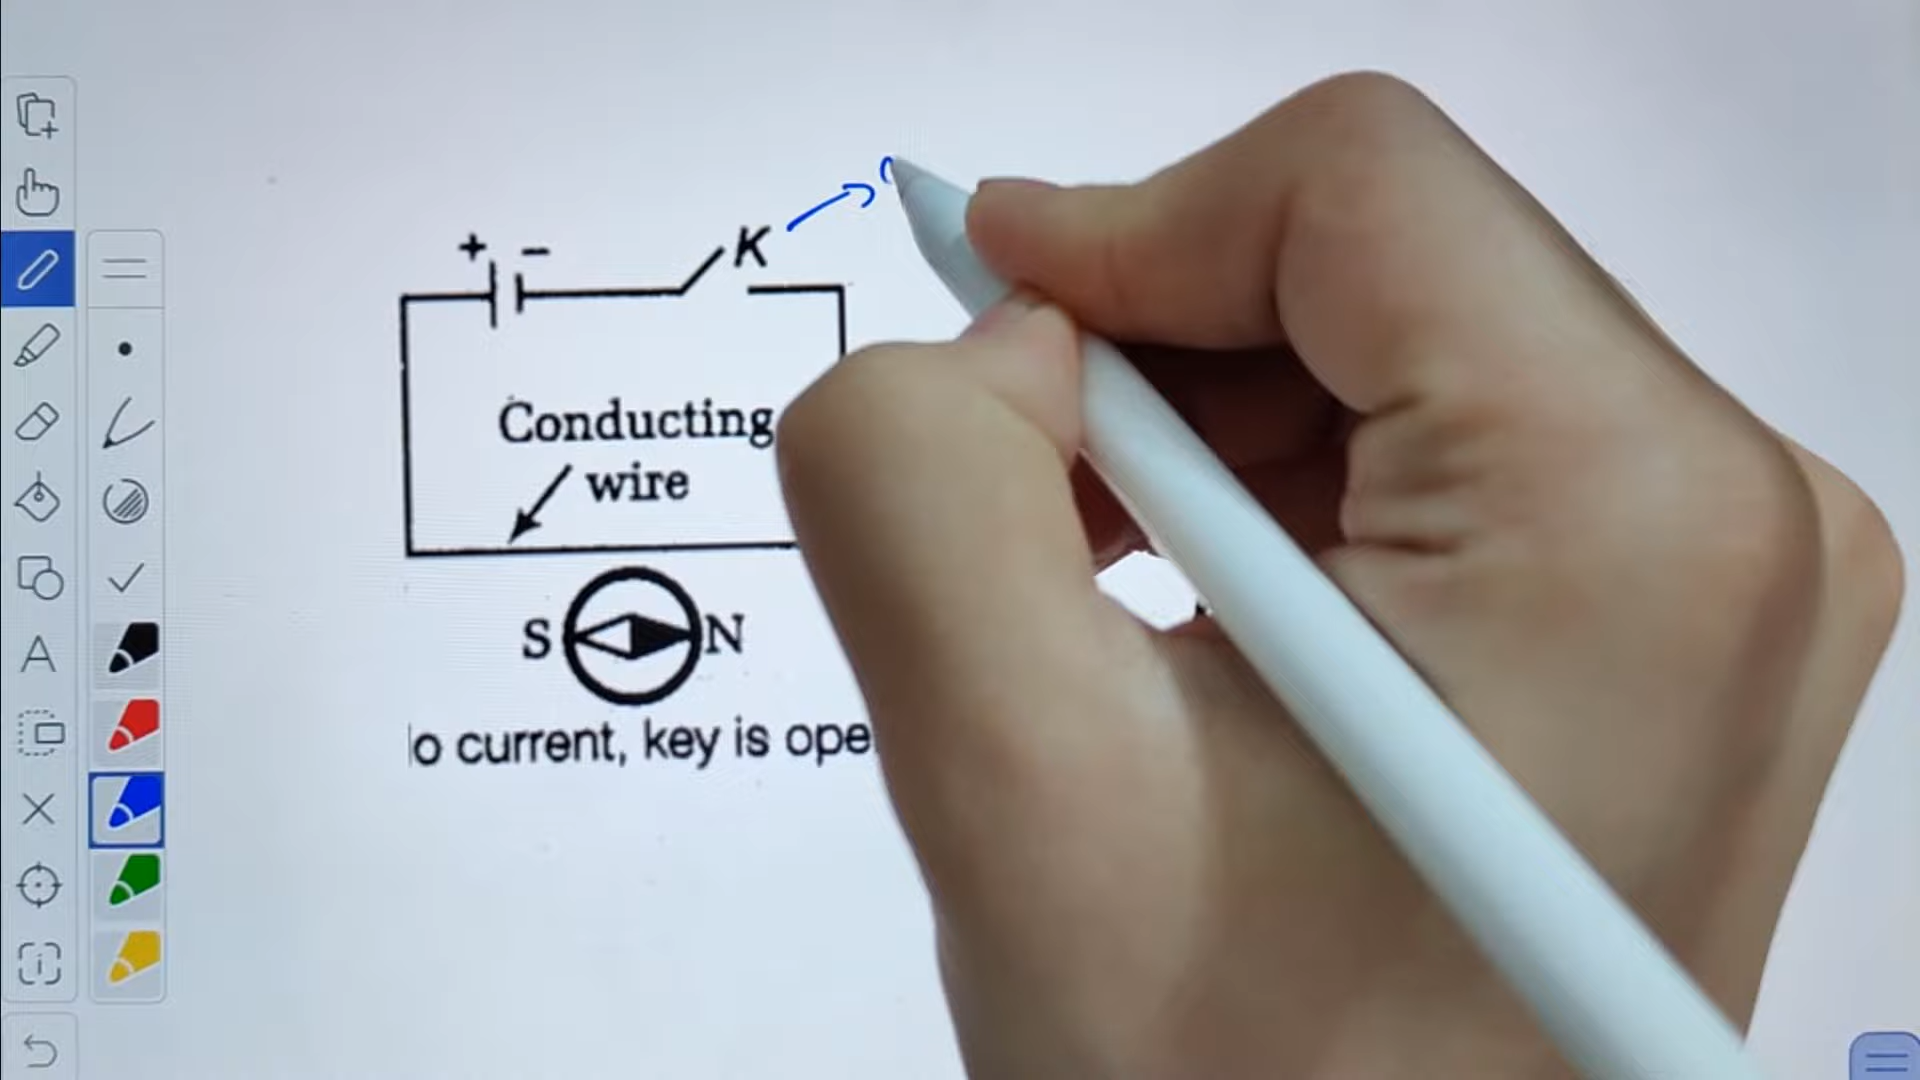 + −
K
Conducting
wire
S N
o current, key is ope